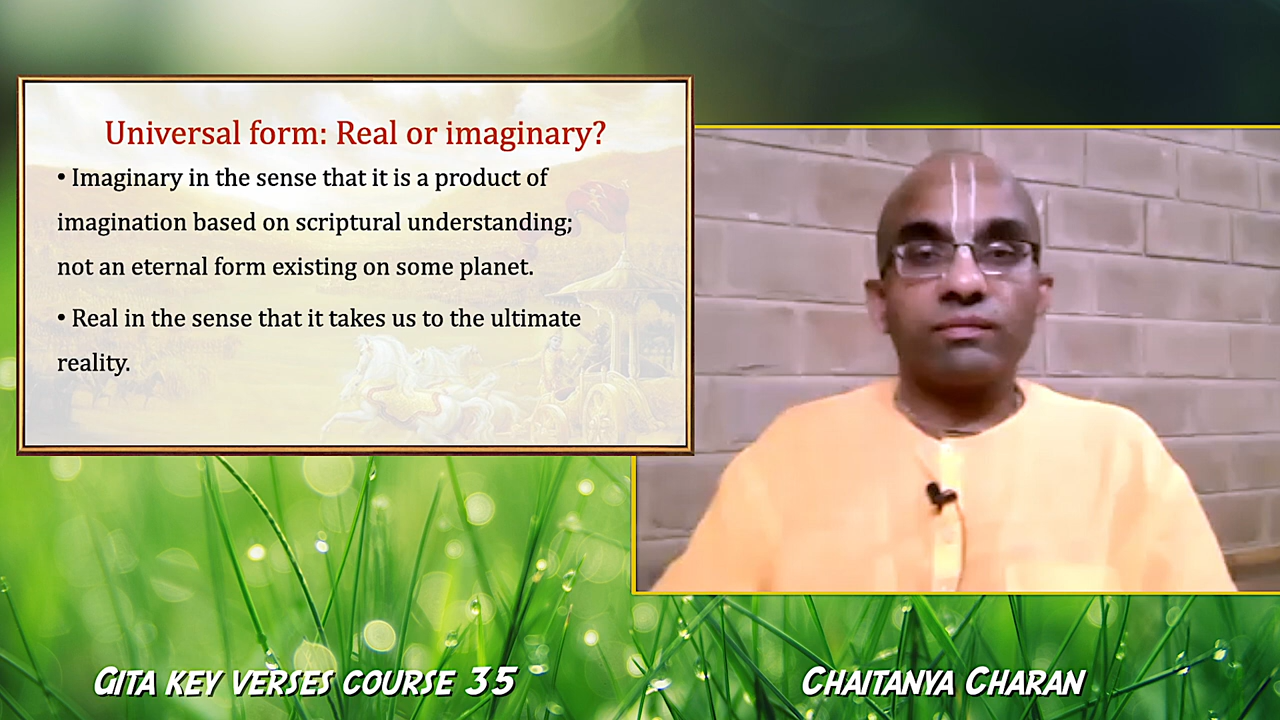 Universal form: Real or imaginary?
• Imaginary in the sense that it is a product of
imagination based on scriptural understanding;
not an eternal form existing on some planet.
• Real in the sense that it takes us to the ultimate
reality.
Gita key verses course 35
Chaitanya Charan